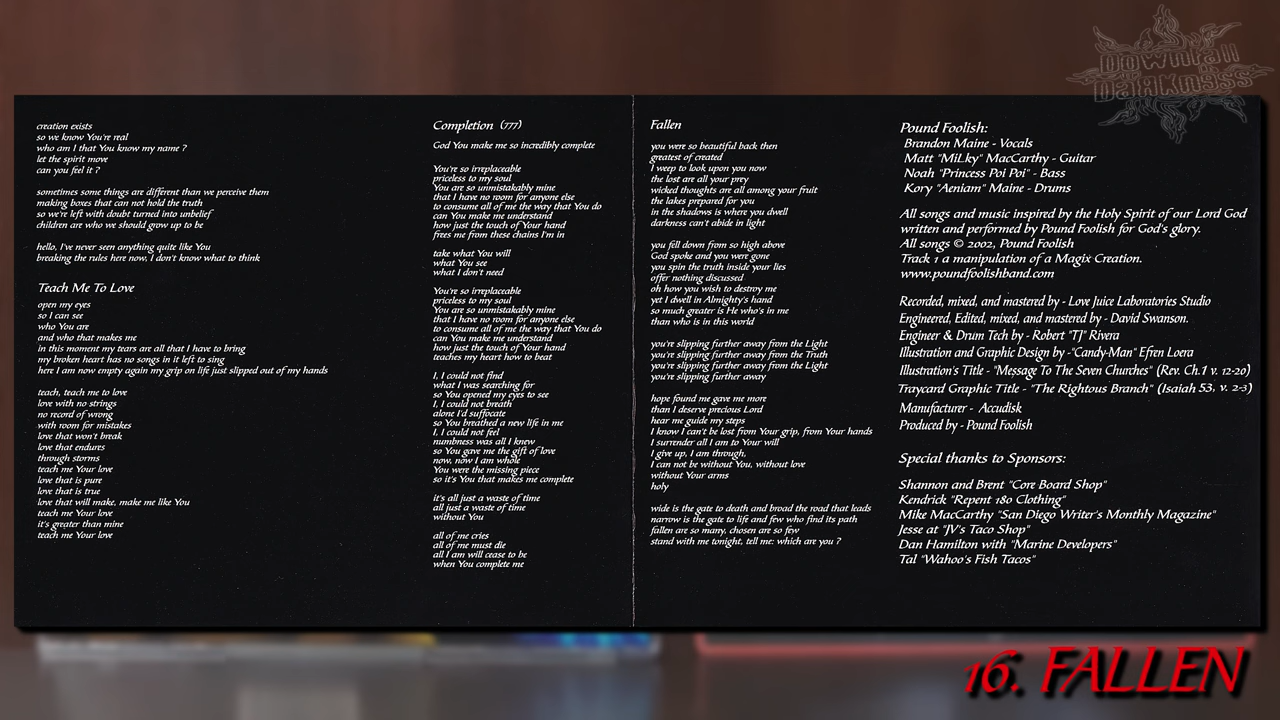 creation exists
so we know You're real
who am I that You know my name ?
let the spirit move
can you feel it ?
sometimes some things are different than we perceive them
making boxes that can not hold the truth
so we're left with doubt turned into unbelief
children are who we should grow up to be
hello, I've never seen anything quite like You
breaking the rules here now, I don't know what to think
Teach Me To Love
open my eyes
so I can see
who You are
and who that makes me
in this moment my tears are all that I have to bring
my broken heart has no songs in it left to sing
here I am now empty again my grip on life just slipped out of my hands
teach, teach me to love
love with no strings
no record of wrong
with room for mistakes
love that won't break
love that endures
through storms
teach me Your love
love that is pure
love that is true
love that will make, make me like You
teach me Your love
it's greater than mine
teach me Your love
Completion (777)
God You make me so incredibly complete
You're so irreplaceable
priceless to my soul
You are so unmistakably mine
that I have no room for anyone else
to consume all of me the way that You do
can You make me understand
how just the touch of Your hand
frees me from these chains I'm in
take what You will
what You see
what I don't need
You're so irreplaceable
priceless to my soul
You are so unmistakably mine
that I have no room for anyone else
to consume all of me the way that You do
can You make me understand
how just the touch of Your hand
teaches my heart how to beat
I, I could not find
what I was searching for
so You opened my eyes to see
I, I could not breath
alone I'd suffocate
so You breathed a new life in me
I, I could not feel
numbness was all I knew
so You gave me the gift of love
now, now I am whole
You were the missing piece
so it's You that makes me complete
it's all just a waste of time
all just a waste of time
without You
all of me cries
all of me must die
all I am will cease to be
when You complete me
Fallen
you were so beautiful back then
greatest of created
I weep to look upon you now
the lost are all your prey
wicked thoughts are all among your fruit
the lakes prepared for you
in the shadows is where you dwell
darkness can't abide in light
you fell down from so high above
God spoke and you were gone
you spin the truth inside your lies
offer nothing discussed
oh how you wish to destroy me
yet I dwell in Almighty's hand
so much greater is He who's in me
than who is in this world
you're slipping further away from the Light
you're slipping further away from the Truth
you're slipping further away from the Light
you're slipping further away
hope found me gave me more
than I deserve precious Lord
hear me guide my steps
I know I can't be lost from Your grip, from Your hands
I surrender all I am to Your will
I give up, I am through,
I can not be without You, without love
without Your arms
holy
wide is the gate to death and broad the road that leads
narrow is the gate to life and few who find its path
fallen are so many, chosen are so few
stand with me tonight, tell me: which are you ?
Pound Foolish:
Brandon Maine - Vocals
Matt "MiLky" MacCarthy - Guitar
Noah "Princess Poi Poi" - Bass
Kory "Aeniam" Maine - Drums
All songs and music inspired by the Holy Spirit of our Lord God
written and performed by Pound Foolish for God's glory.
All songs © 2002, Pound Foolish
Track 1 a manipulation of a Magix Creation.
www.poundfoolishband.com
Recorded, mixed, and mastered by - Love Juice Laboratories Studio
Engineered, Edited, mixed, and mastered by - David Swanson.
Engineer & Drum Tech by - Robert "TJ" Rivera
Illustration and Graphic Design by -"Candy-Man" Efren Loera
Illustration's Title - "Message To The Seven Churches" (Rev. Ch.1 v. 12-20)
Traycard Graphic Title - "The Rightous Branch" (Isaiah 53, v. 2-3)
Manufacturer - Accudisk
Produced by - Pound Foolish
Special thanks to Sponsors:
Shannon and Brent "Core Board Shop"
Kendrick "Repent 180 Clothing"
Mike MacCarthy "San Diego Writer's Monthly Magazine"
Jesse at "JV's Taco Shop"
Dan Hamilton with "Marine Developers"
Tal "Wahoo's Fish Tacos"
Downfall
Darkness
16. FALLEN